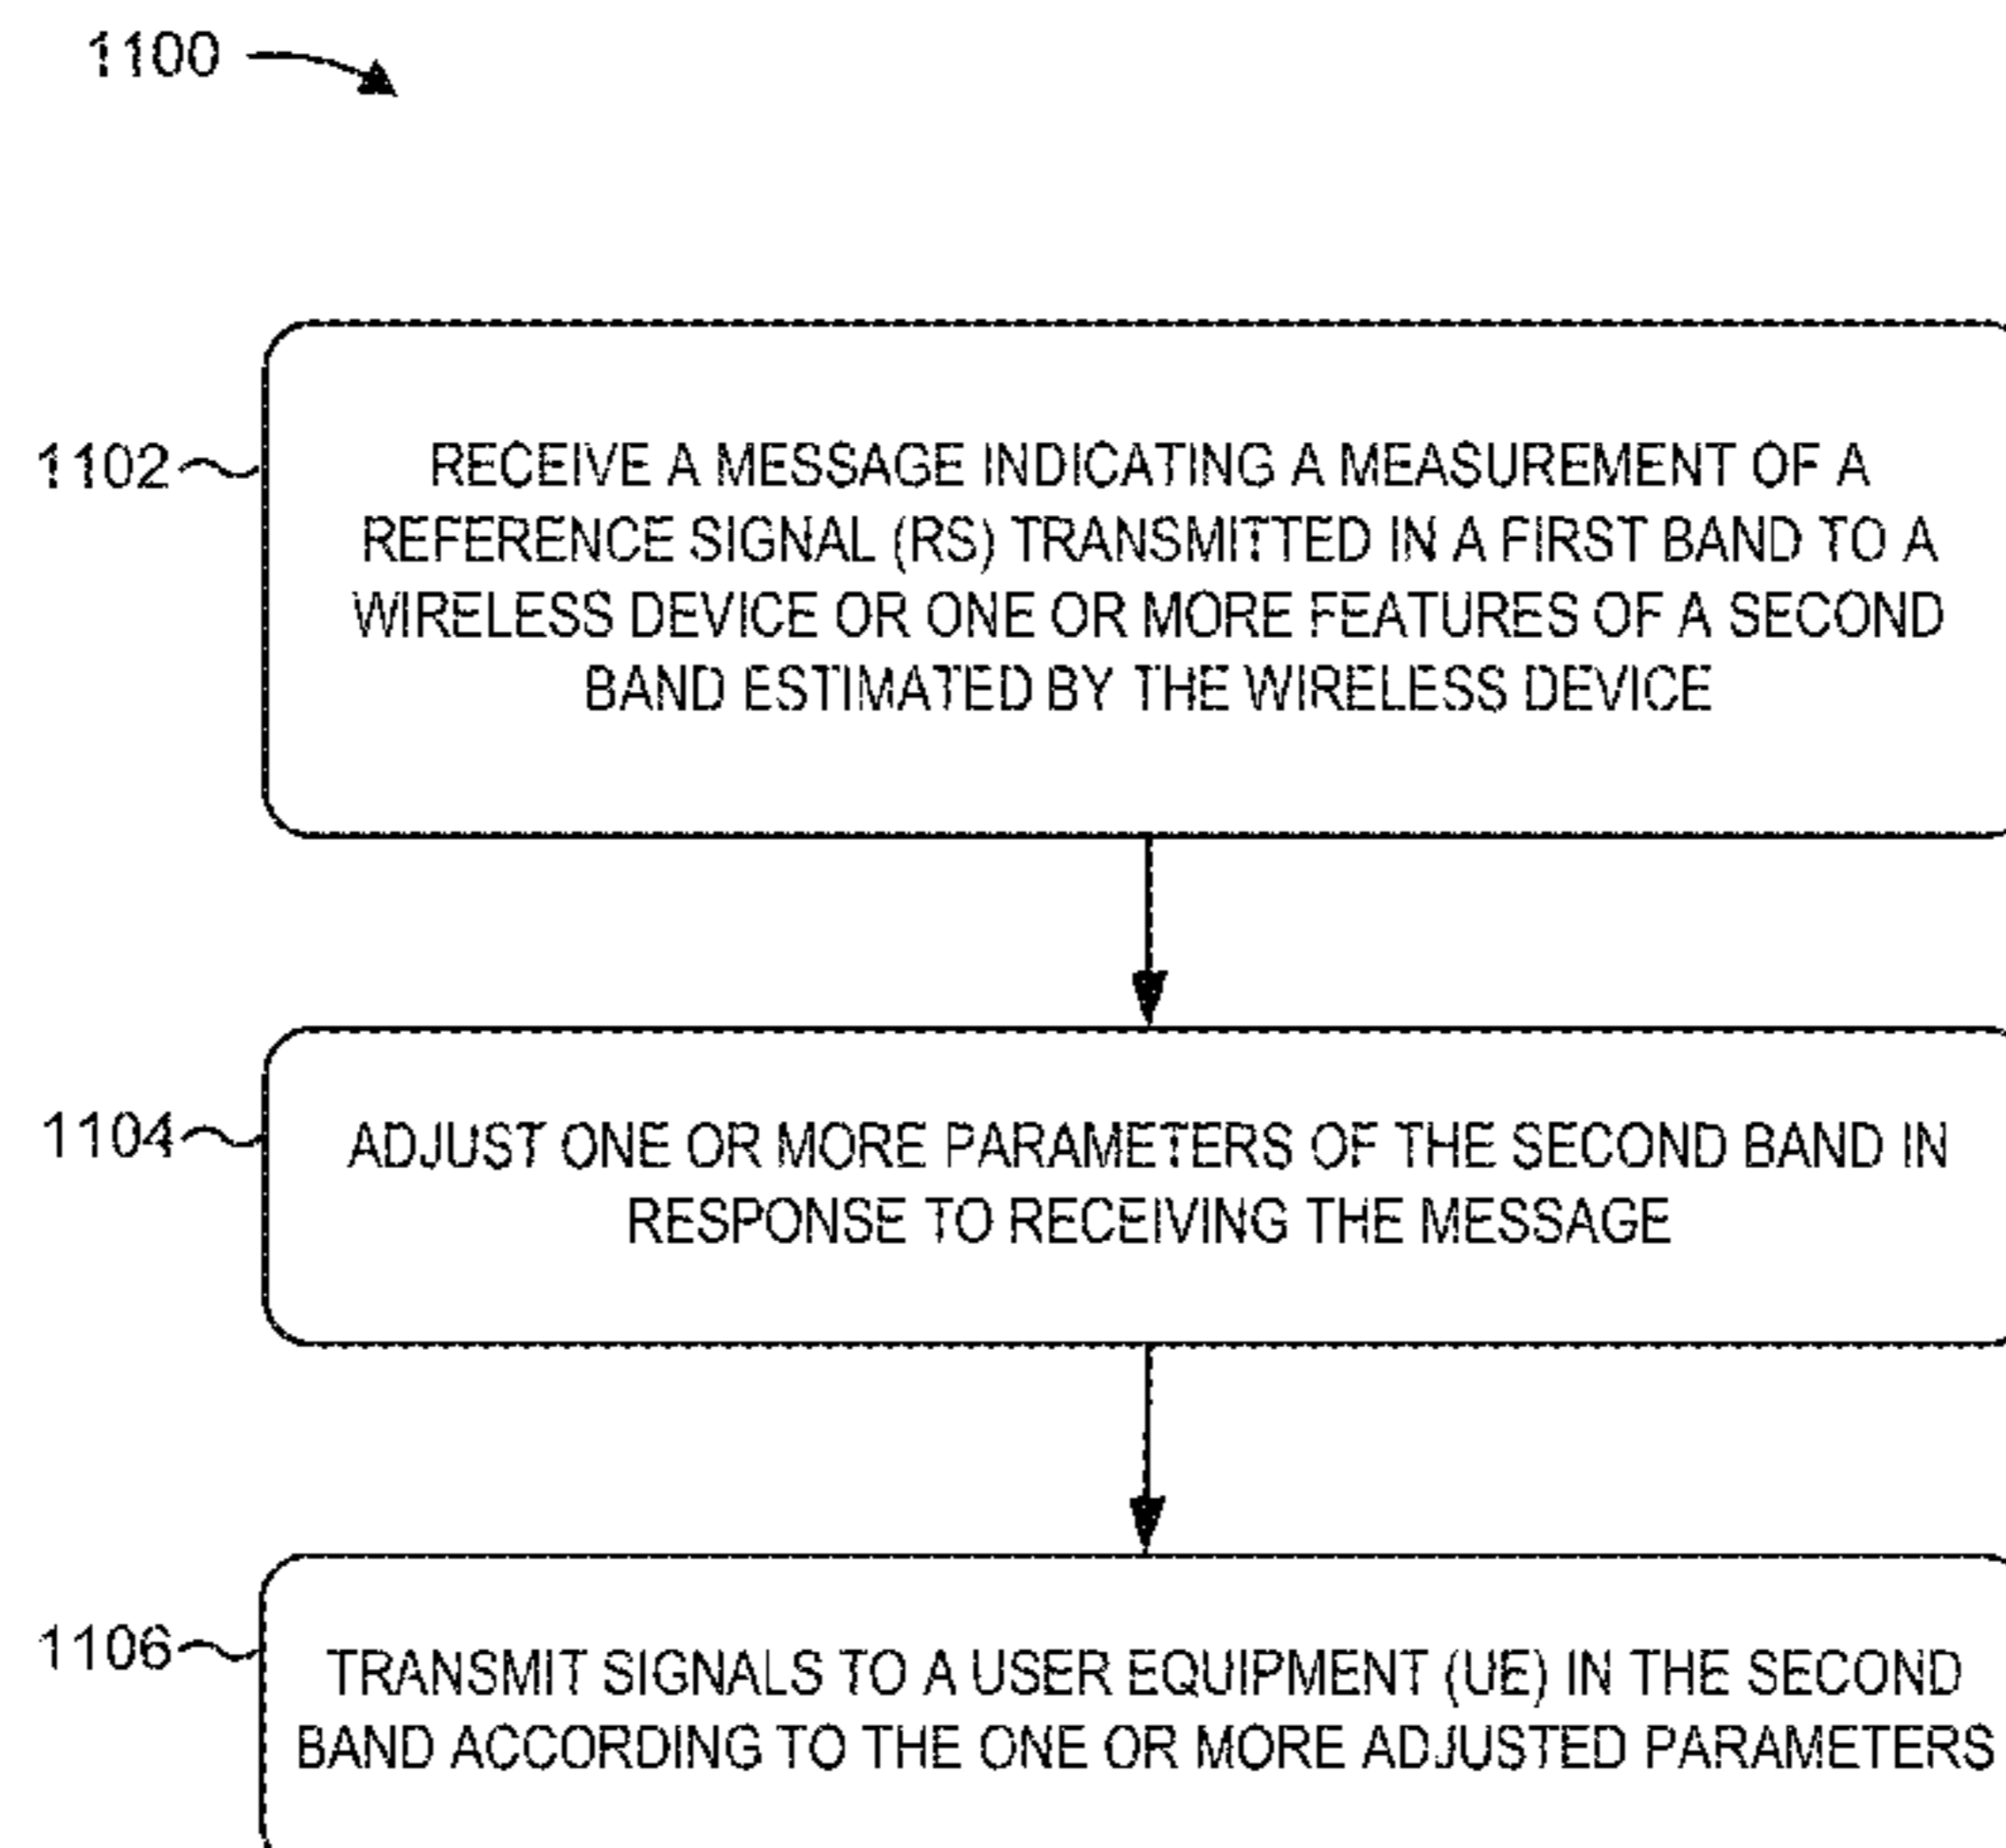 1100
1102
RECEIVE A MESSAGE INDICATING A MEASUREMENT OF A
REFERENCE SIGNAL (RS) TRANSMITTED IN A FIRST BAND TO A
WIRELESS DEVICE OR ONE OR MORE FEATURES OF A SECOND
BAND ESTIMATED BY THE WIRELESS DEVICE
1104
ADJUST ONE OR MORE PARAMETERS OF THE SECOND BAND IN
RESPONSE TO RECEIVING THE MESSAGE
1106
TRANSMIT SIGNALS TO A USER EQUIPMENT (UE) IN THE SECOND
BAND ACCORDING TO THE ONE OR MORE ADJUSTED PARAMETERS